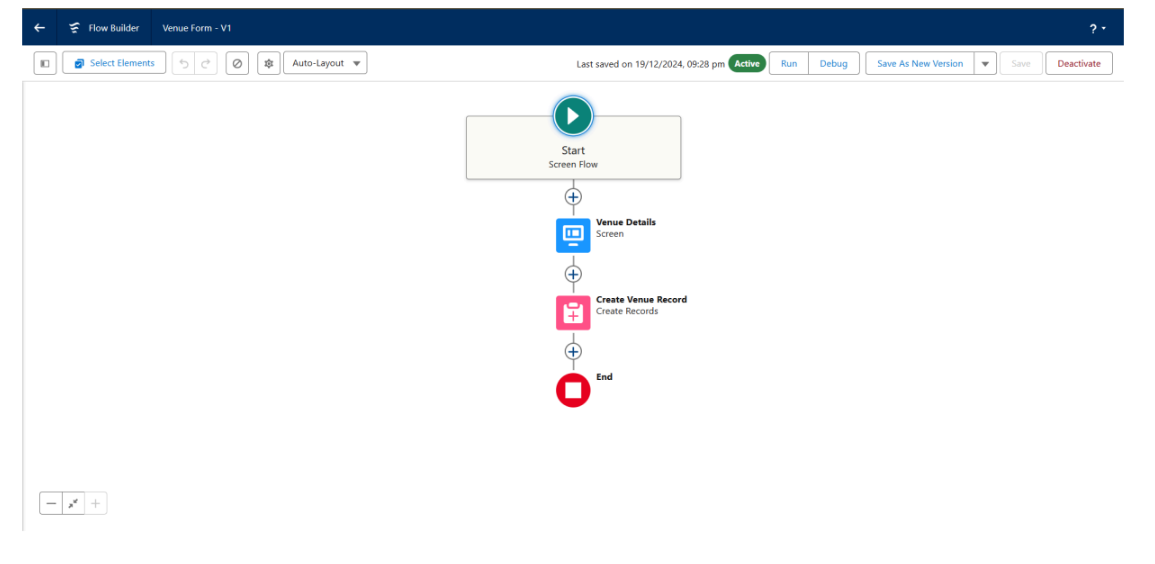 Flow Builder Venue Form - V1 ?
Select Elements Auto-Layout Last saved on 19/12/2024, 09:28 pm Active Run Debug Save As New Version Save Deactivate
Start
Screen Flow
Venue Details
Screen
Create Venue Record
Create Records
End